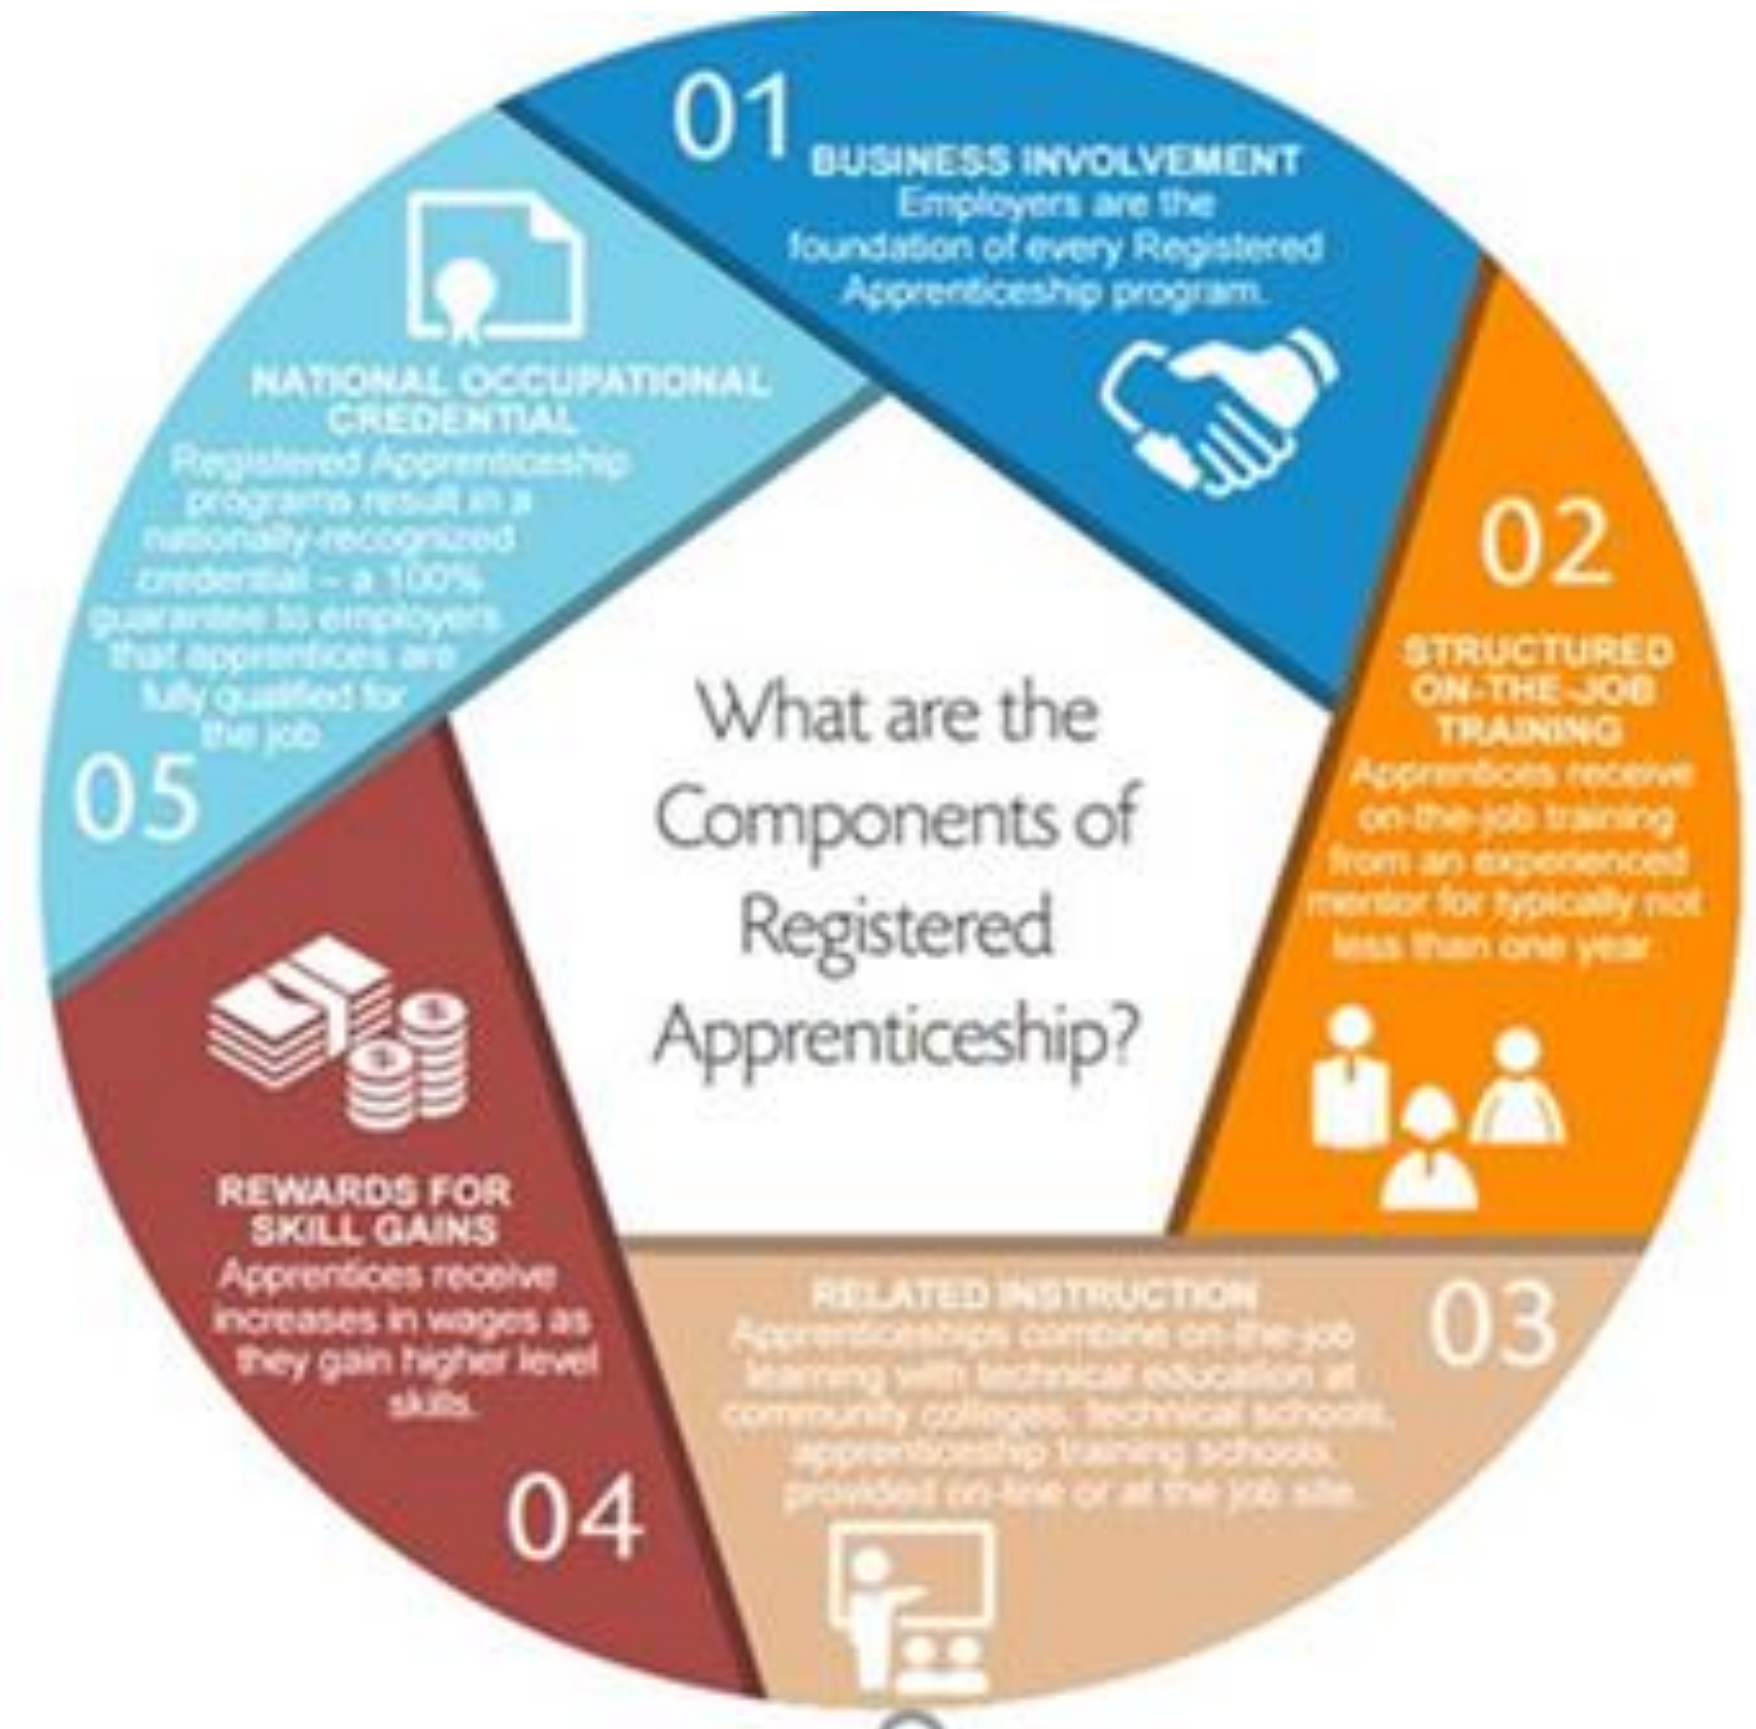 What are the
Components of
Registered
Apprenticeship?
01
BUSINESS INVOLVEMENT
Employers are the
foundation of every Registered
Apprenticeship program.
02
STRUCTURED
ON-THE-JOB
TRAINING
Apprentices receive
on-the-job training
from an experienced
mentor for typically not
less than one year.
03
RELATED INSTRUCTION
Apprenticeships combine on-the-job
learning with technical education at
community colleges, technical schools,
apprenticeship training schools,
provided on-line or at the job site.
04
REWARDS FOR
SKILL GAINS
Apprentices receive
increases in wages as
they gain higher level
skills.
05
NATIONAL OCCUPATIONAL
CREDENTIAL
Registered Apprenticeship
programs result in a
nationally-recognized
credential – a 100%
guarantee to employers
that apprentices are
fully qualified for
the job.